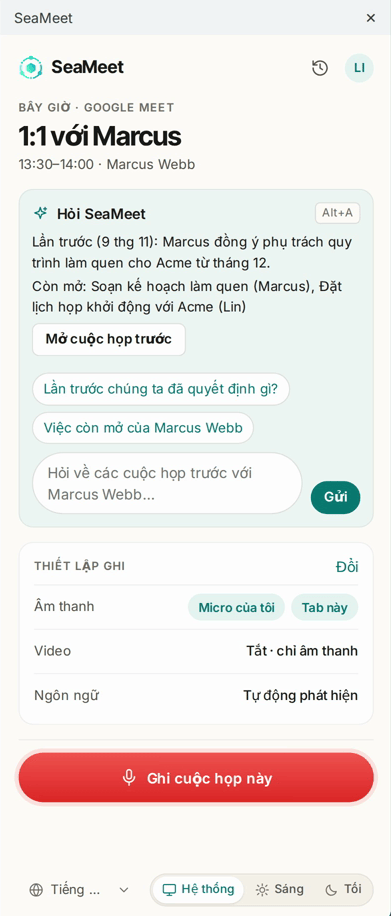 SeaMeet
SeaMeet
LI
BÂY GIỜ · GOOGLE MEET
1:1 với Marcus
13:30–14:00 · Marcus Webb
Hỏi SeaMeet
Alt+A
Lần trước (9 thg 11): Marcus đồng ý phụ trách quy
trình làm quen cho Acme từ tháng 12.
Còn mở: Soạn kế hoạch làm quen (Marcus), Đặt
lịch họp khởi động với Acme (Lin)
Mở cuộc họp trước
Lần trước chúng ta đã quyết định gì?
Việc còn mở của Marcus Webb
Hỏi về các cuộc họp trước với
Marcus Webb...
Gửi
THIẾT LẬP GHI
Đổi
Âm thanh
Micro của tôi
Tab này
Video
Tắt · chỉ âm thanh
Ngôn ngữ
Tự động phát hiện
Ghi cuộc họp này
Tiếng ...
Hệ thống
Sáng
Tối